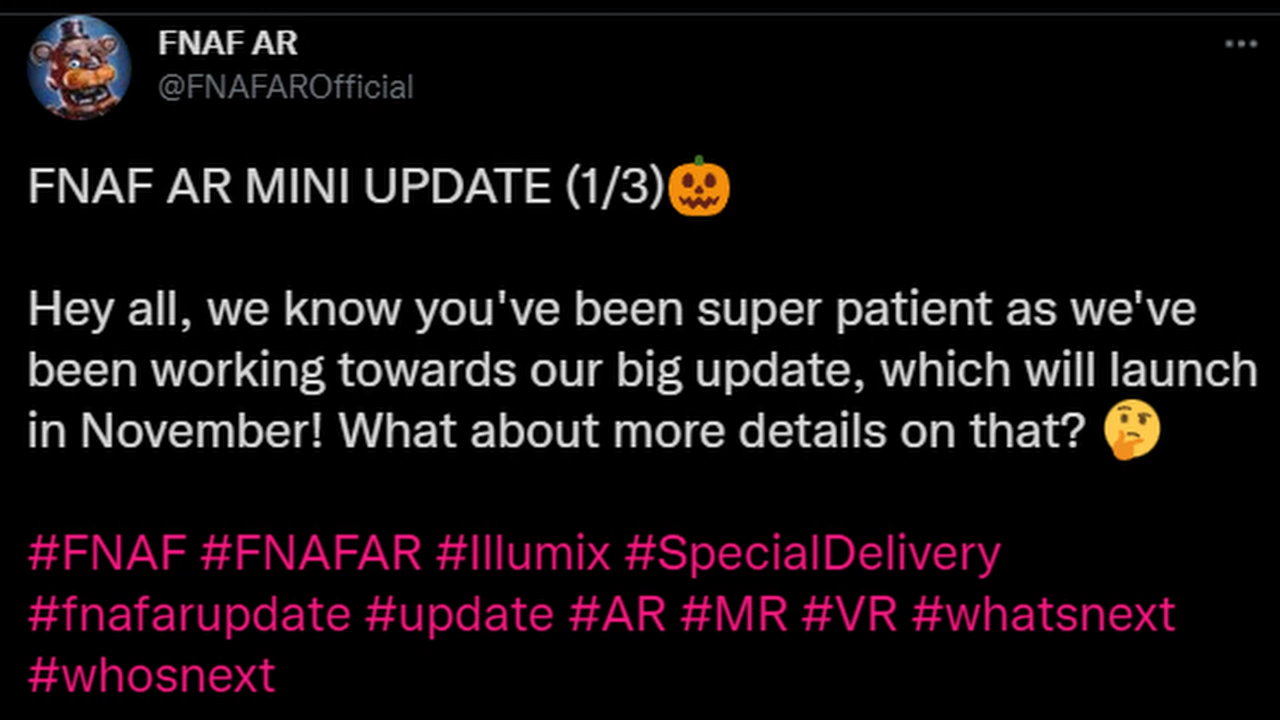 FNAF AR
@FNAFAROfficial
FNAF AR MINI UPDATE (1/3)🎃
Hey all, we know you've been super patient as we've
been working towards our big update, which will launch
in November! What about more details on that? 🤔
#FNAF #FNAFAR #Illumix #SpecialDelivery
#fnafarupdate #update #AR #MR #VR #whatsnext
#whosnext